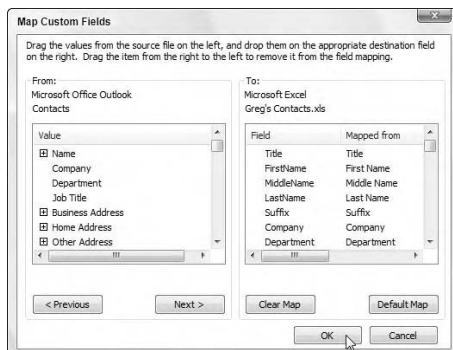 Map Custom Fields
Drag the values from the source file on the left, and drop them on the appropriate destination field
on the right. Drag the item from the right to the left to remove it from the field mapping.
From:
Microsoft Office Outlook
Contacts
Value
Name
Company
Department
Job Title
Business Address
Home Address
Other Address
< Previous
Next >
To:
Microsoft Excel
Greg's Contacts.xls
Field Mapped from
Title Title
FirstName First Name
MiddleName Middle Name
LastName Last Name
Suffix Suffix
Company Company
Department Department
Clear Map
Default Map
OK
Cancel